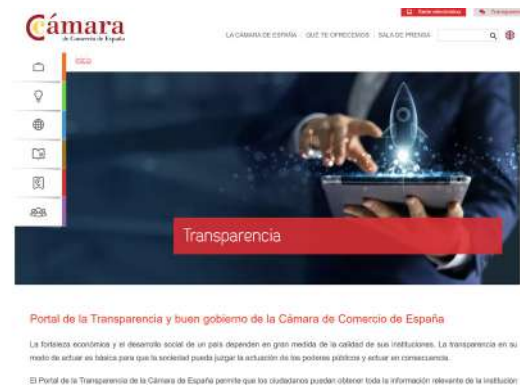 Cámara
de Comercio de España
Sede electrónica
Transparencia
LA CÁMARA DE ESPAÑA
QUÉ TE OFRECEMOS
SALA DE PRENSA
Transparencia
Portal de la Transparencia y buen gobierno de la Cámara de Comercio de España
La fortaleza económica y el desarrollo social de un país dependen en gran medida de la calidad de sus instituciones. La transparencia en su
modo de actuar es básica para que la sociedad pueda juzgar la actuación de los poderes públicos y actuar en consecuencia.
El Portal de la Transparencia de la Cámara de España permite que los ciudadanos puedan obtener toda la información relevante de la institución